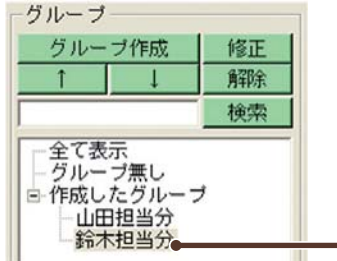 グループ
グループ作成 修正
↑ ↓ 解除
検索
全て表示
グループ無し
作成したグループ
山田担当分
鈴木担当分